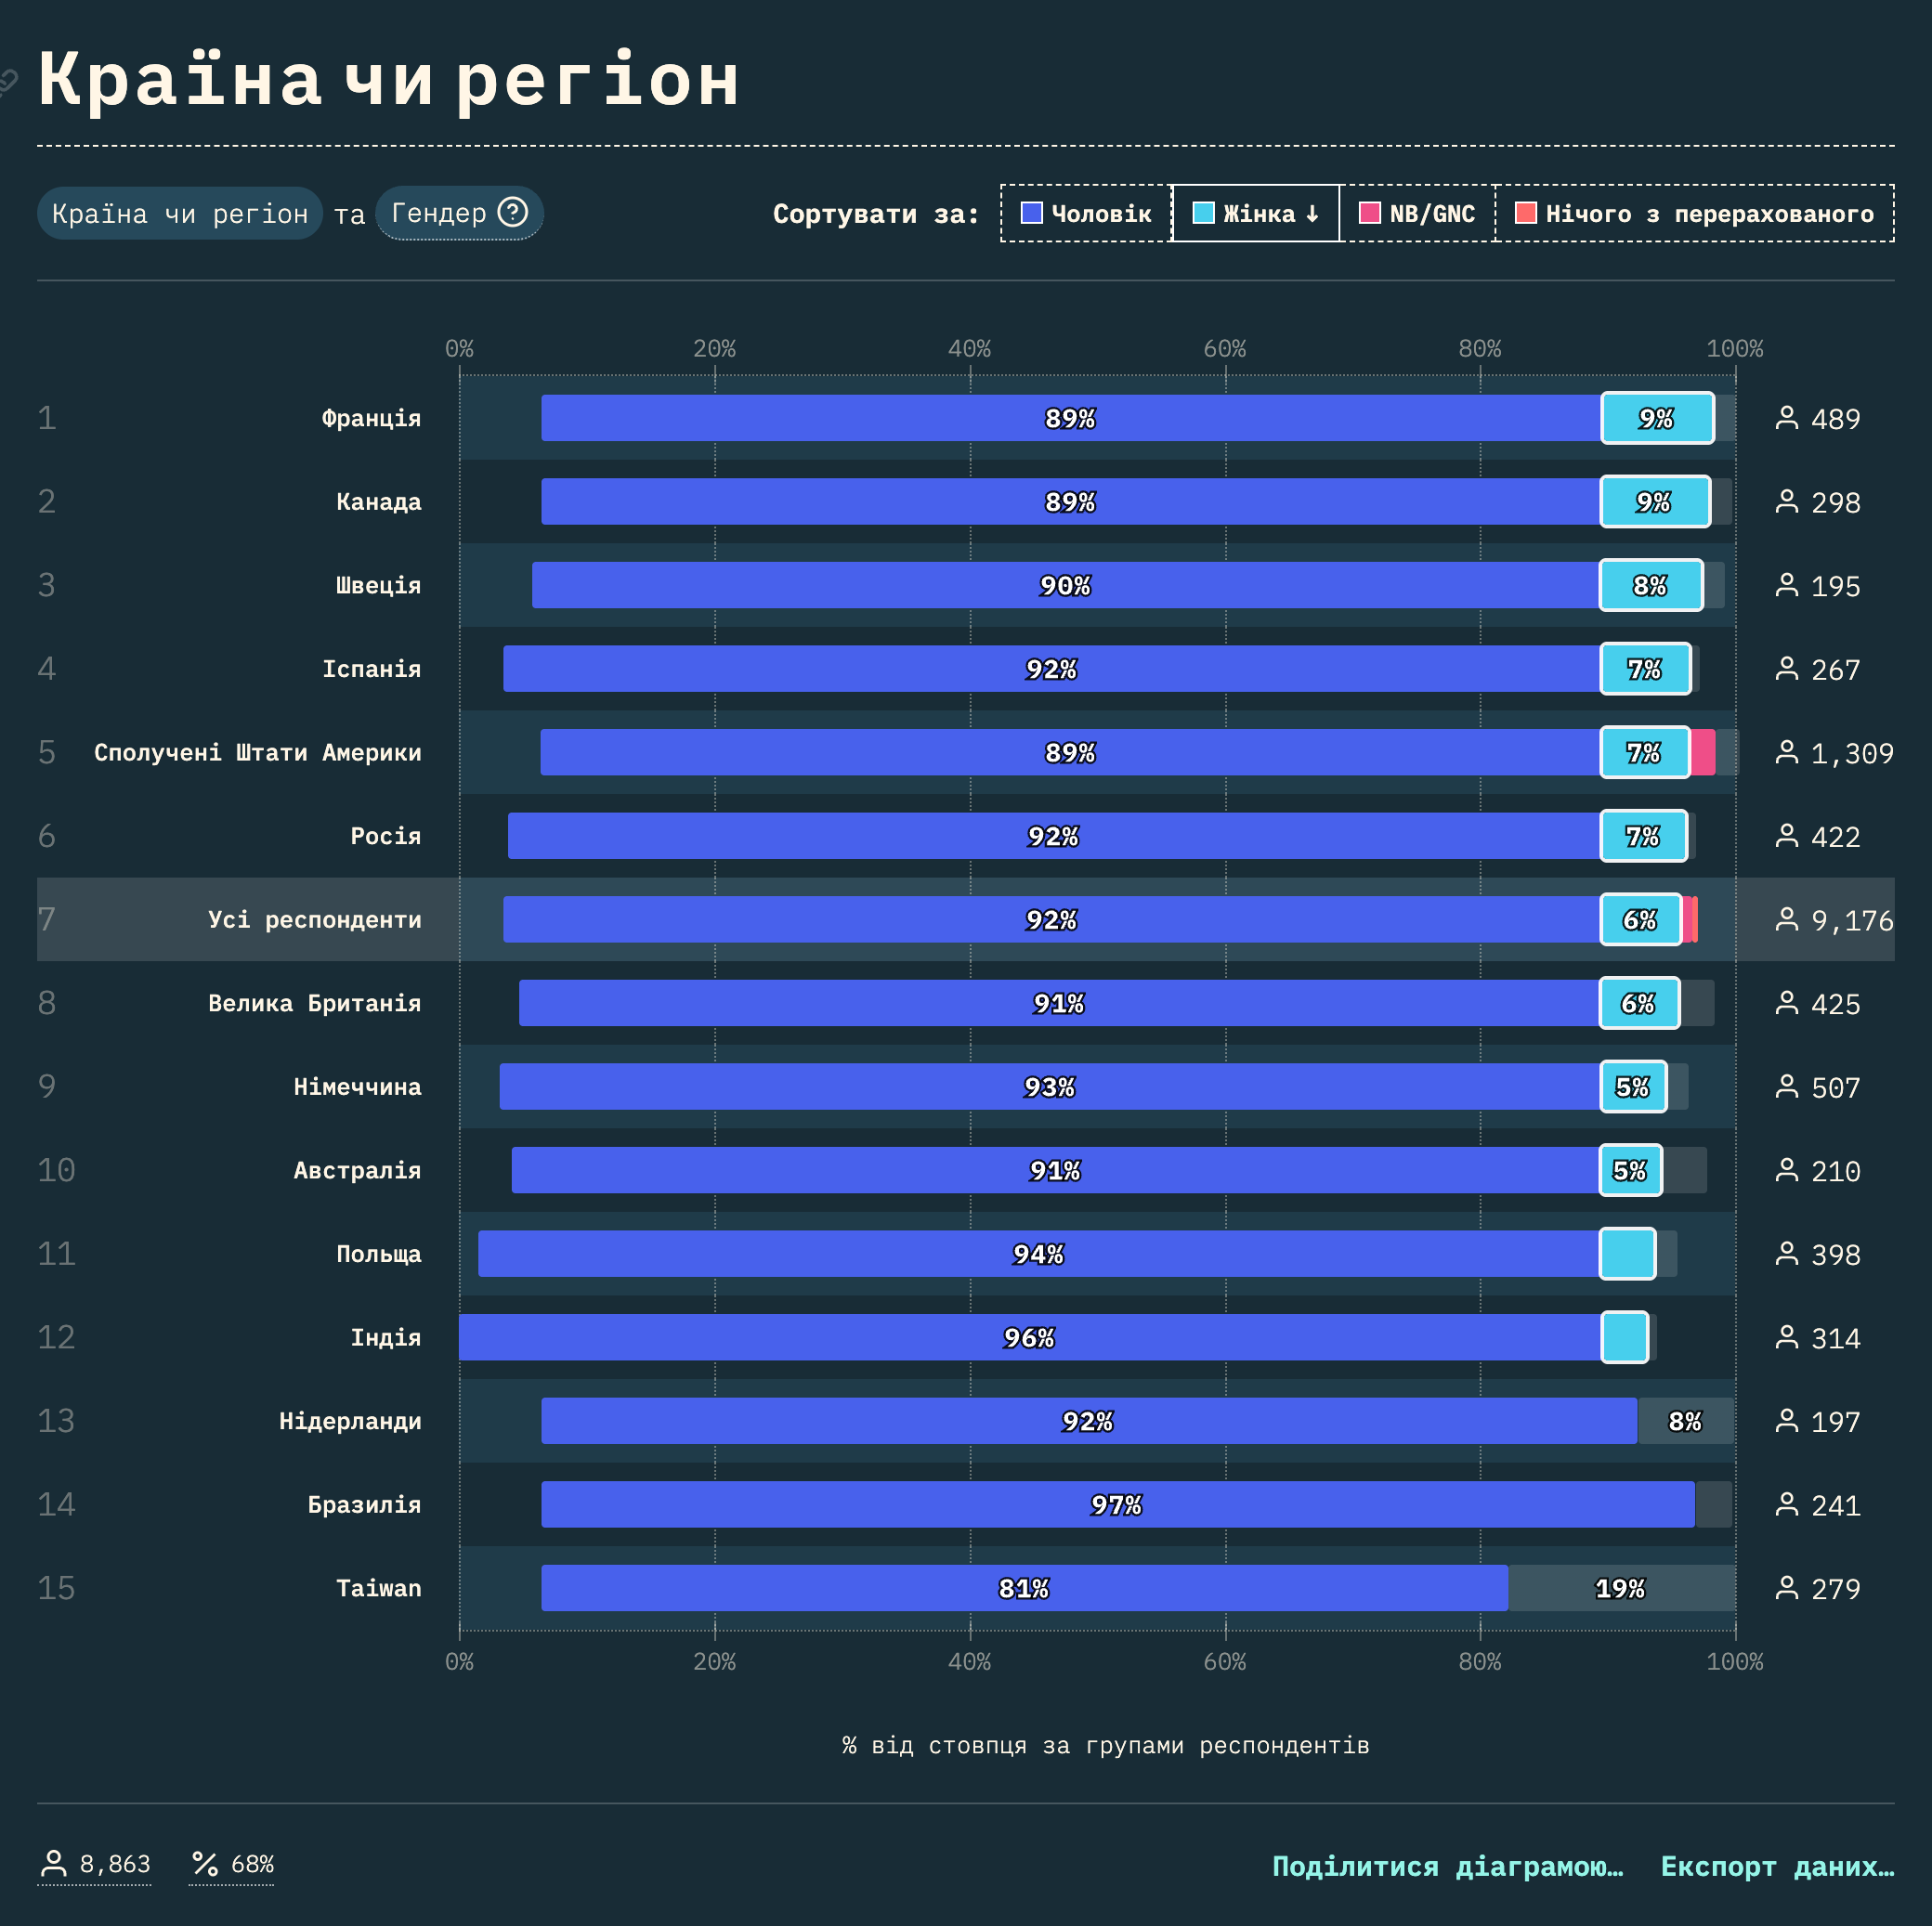 Країна чи регіон
Країна чи регіон та Гендер ? Сортувати за: Чоловік Жінка ↓ NB/GNC Нічого з перерахованого
0% 20% 40% 60% 80% 100%
1 Франція 89% 9% 489
2 Канада 89% 9% 298
3 Швеція 90% 8% 195
4 Іспанія 92% 7% 267
5 Сполучені Штати Америки 89% 7% 1,309
6 Росія 92% 7% 422
7 Усі респонденти 92% 6% 9,176
8 Велика Британія 91% 6% 425
9 Німеччина 93% 5% 507
10 Австралія 91% 5% 210
11 Польща 94% 398
12 Індія 96% 314
13 Нідерланди 92% 8% 197
14 Бразилія 97% 241
15 Taiwan 81% 19% 279
0% 20% 40% 60% 80% 100%
% від стовпця за групами респондентів
8,863 % 68% Поділитися діаграмою… Експорт даних…